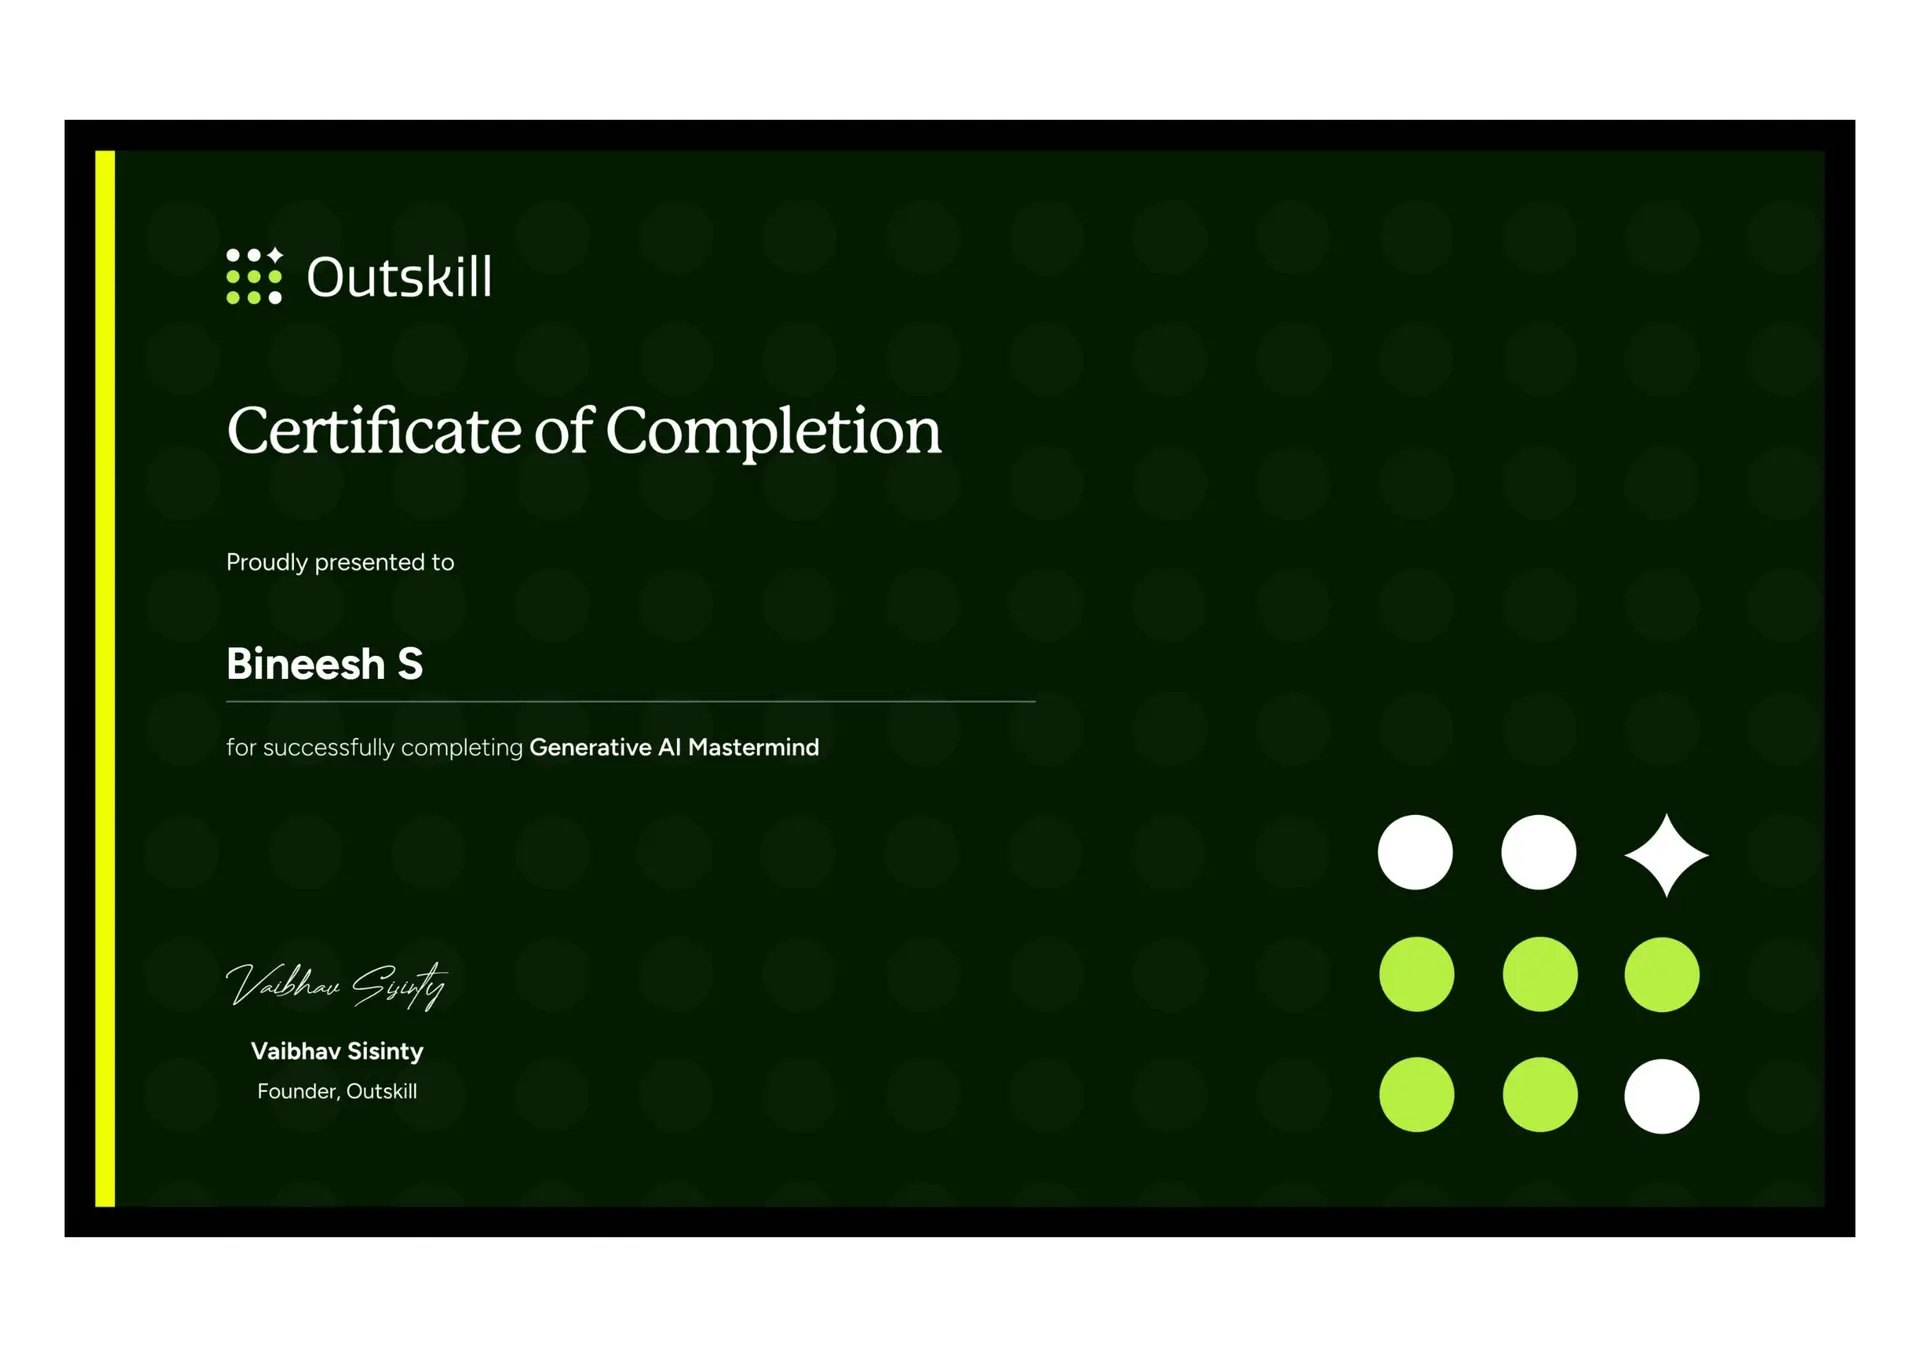 Outskill
Certificate of Completion
Proudly presented to
Bineesh S
for successfully completing Generative AI Mastermind
Vaibhav Sisinty
Vaibhav Sisinty
Founder, Outskill